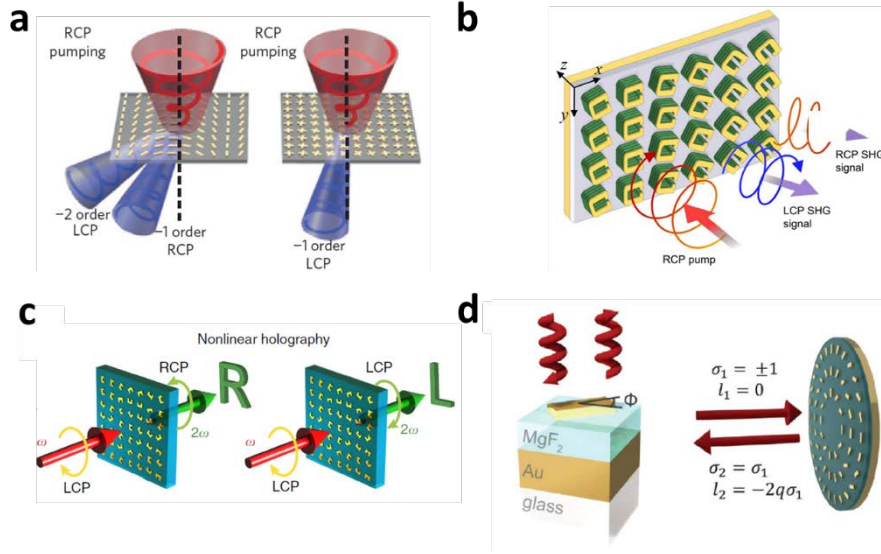 a
RCP
pumping
RCP
pumping
−2 order
LCP
−1 order
RCP
−1 order
LCP
b
z
x
y
RCP SHG
signal
LCP SHG
signal
RCP pump
c
Nonlinear holography
RCP
R
ω
2ω
LCP
LCP
L
ω
2ω
LCP
d
Φ
MgF₂
Au
glass
σ₁ = ±1
l₁ = 0
σ₂ = σ₁
l₂ = −2qσ₁